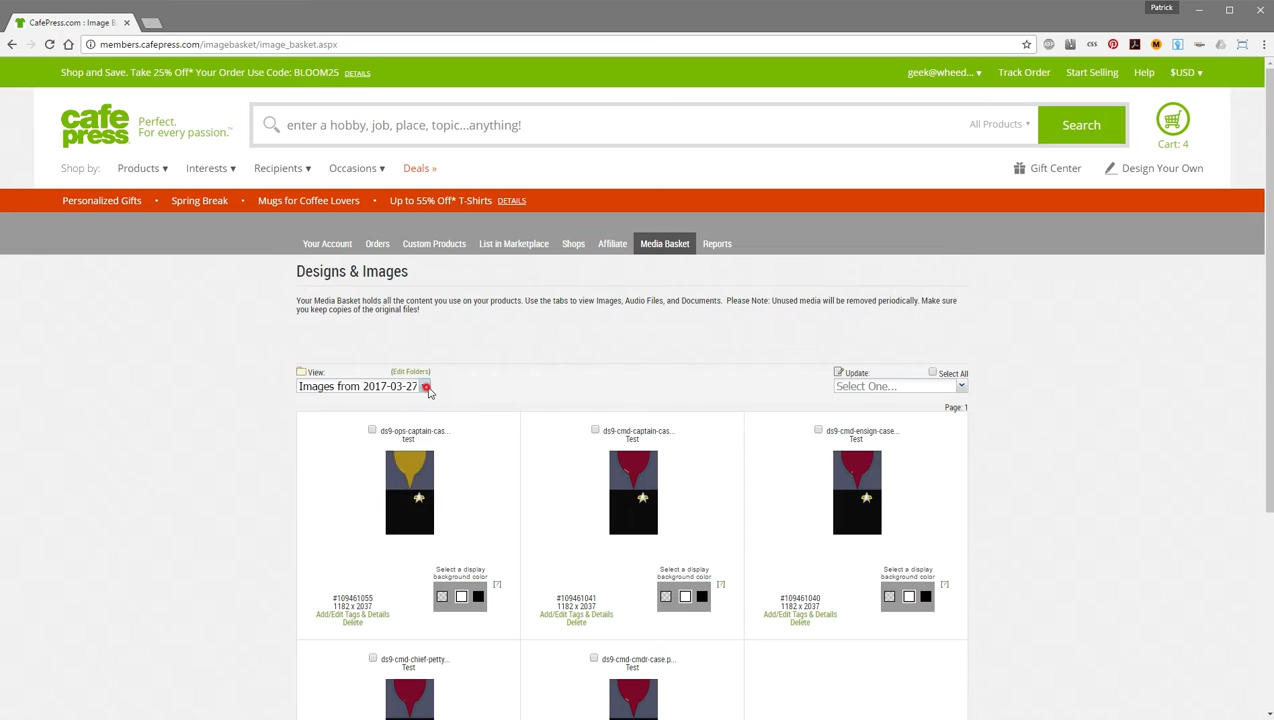 Patrick
CafePress.com : Image B
members.cafepress.com/imagebasket/image_basket.aspx
Shop and Save. Take 25% Off* Your Order Use Code: BLOOM25 DETAILS
geek@wheed... ▾ Track Order Start Selling Help $USD ▾
cafe press
Perfect.
For every passion.™
enter a hobby, job, place, topic...anything!
All Products ▾
Search
Cart: 4
Shop by: Products ▾ Interests ▾ Recipients ▾ Occasions ▾ Deals »
Gift Center Design Your Own
Personalized Gifts • Spring Break • Mugs for Coffee Lovers • Up to 55% Off* T-Shirts DETAILS
Your Account Orders Custom Products List in Marketplace Shops Affiliate Media Basket Reports
Designs & Images
Your Media Basket holds all the content you use on your products. Use the tabs to view Images, Audio Files, and Documents. Please Note: Unused media will be removed periodically. Make sure
you keep copies of the original files!
View: (Edit Folders)
Images from 2017-03-27
Update: Select All
Select One...
Page: 1
ds9-ops-captain-cas...
test
Select a display
background color
[?]
#109461055
1182 x 2037
Add/Edit Tags & Details
Delete
ds9-cmd-captain-cas...
Test
Select a display
background color
[?]
#109461041
1182 x 2037
Add/Edit Tags & Details
Delete
ds9-cmd-ensign-case...
Test
Select a display
background color
[?]
#109461040
1182 x 2037
Add/Edit Tags & Details
Delete
ds9-cmd-chief-petty...
Test
ds9-cmd-cmdr-case.p...
Test